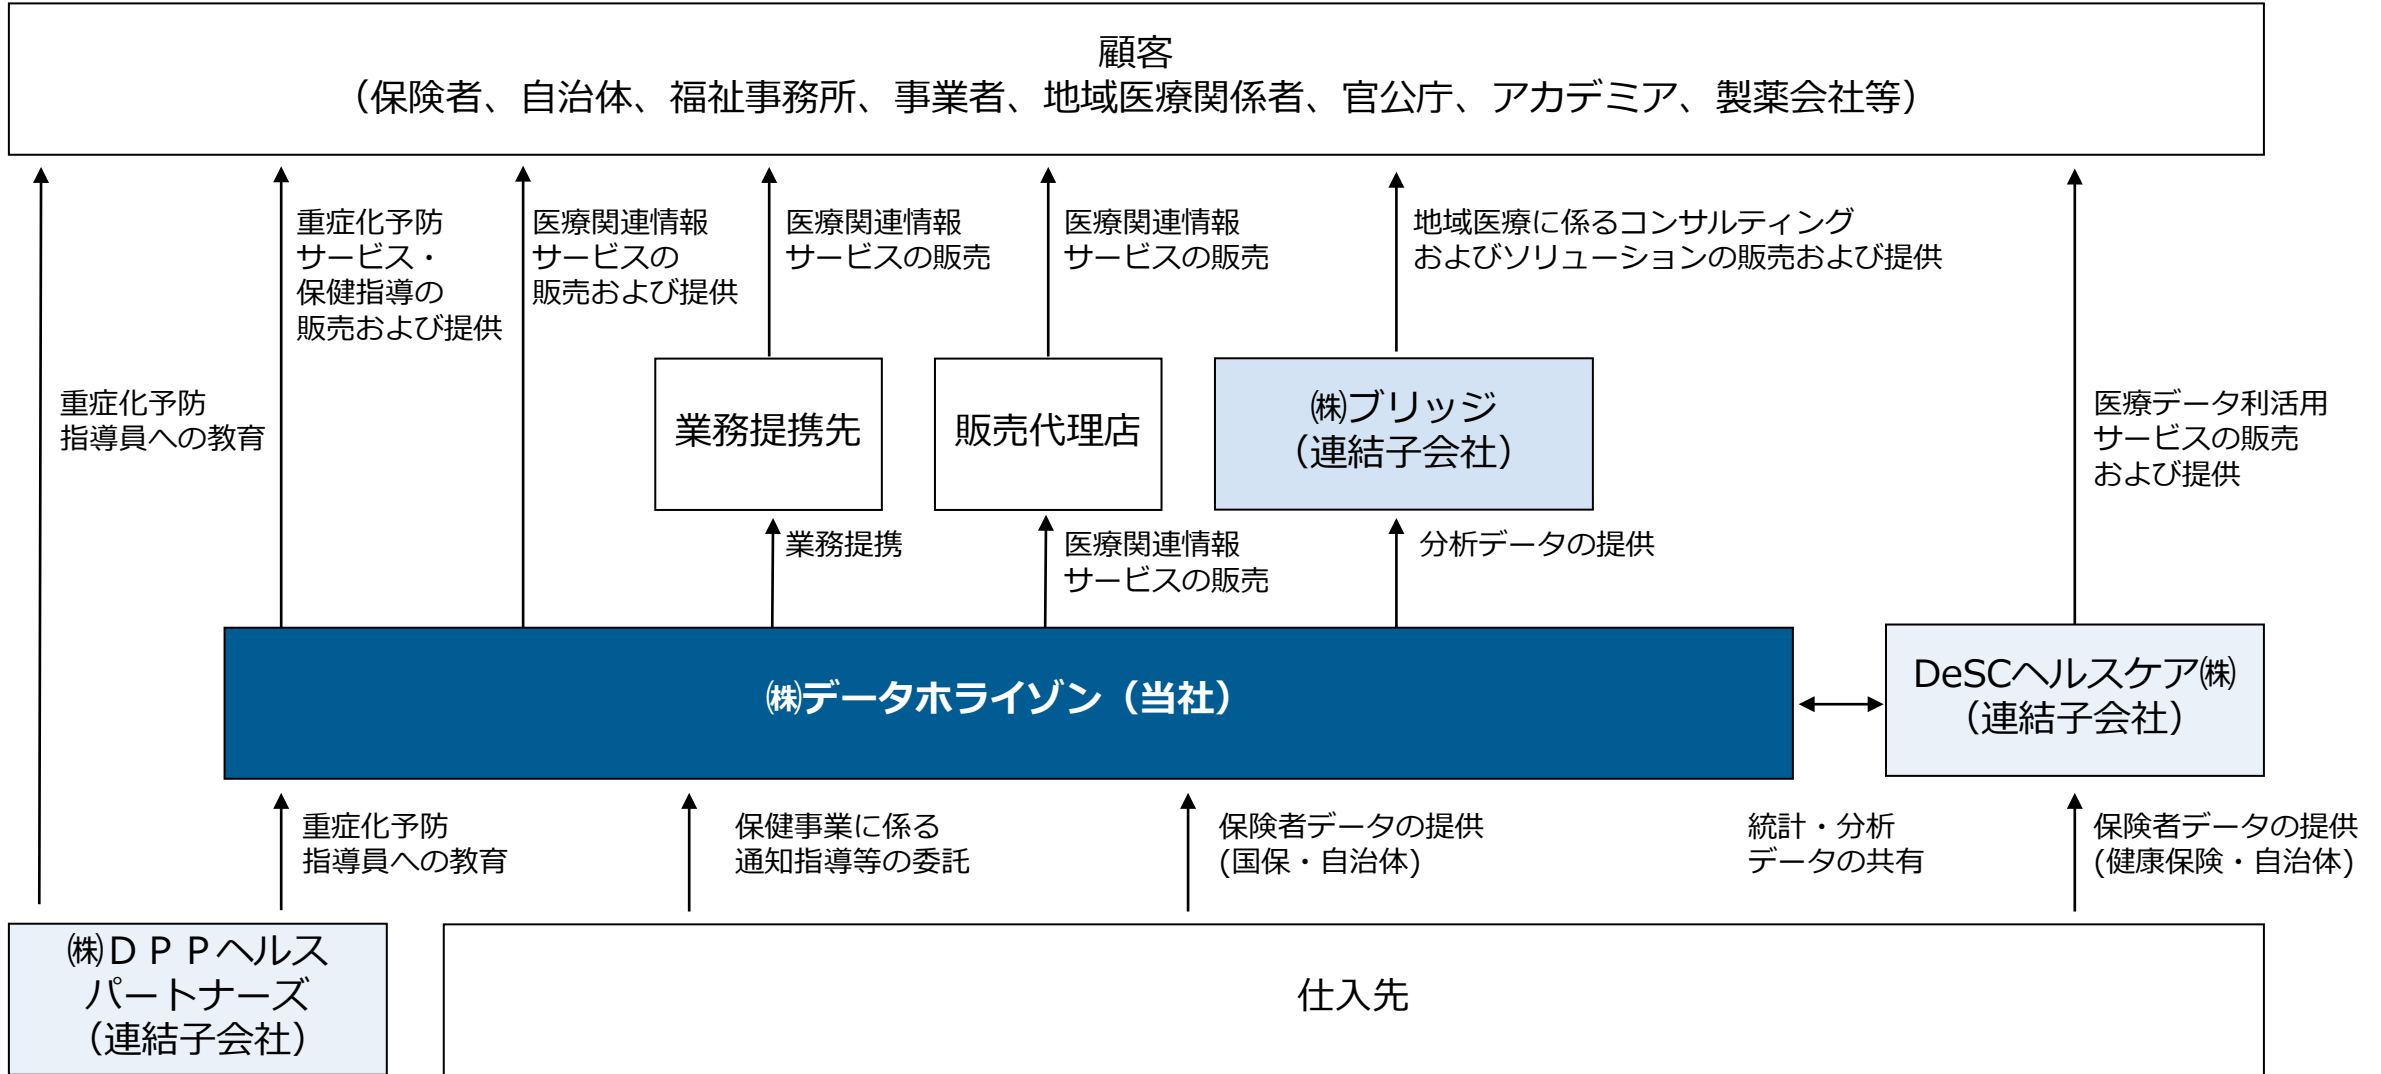 顧客
（保険者、自治体、福祉事務所、事業者、地域医療関係者、官公庁、アカデミア、製薬会社等）
重症化予防
指導員への教育
重症化予防
サービス・
保健指導の
販売および提供
医療関連情報
サービスの
販売および提供
医療関連情報
サービスの販売
医療関連情報
サービスの販売
地域医療に係るコンサルティング
およびソリューションの販売および提供
医療データ利活用
サービスの販売
および提供
業務提携先
販売代理店
㈱ブリッジ
（連結子会社）
業務提携
医療関連情報
サービスの販売
分析データの提供
㈱データホライゾン（当社）
DeSCヘルスケア㈱
（連結子会社）
重症化予防
指導員への教育
保健事業に係る
通知指導等の委託
保険者データの提供
(国保・自治体)
統計・分析
データの共有
保険者データの提供
(健康保険・自治体)
㈱ＤＰＰヘルス
パートナーズ
（連結子会社）
仕入先